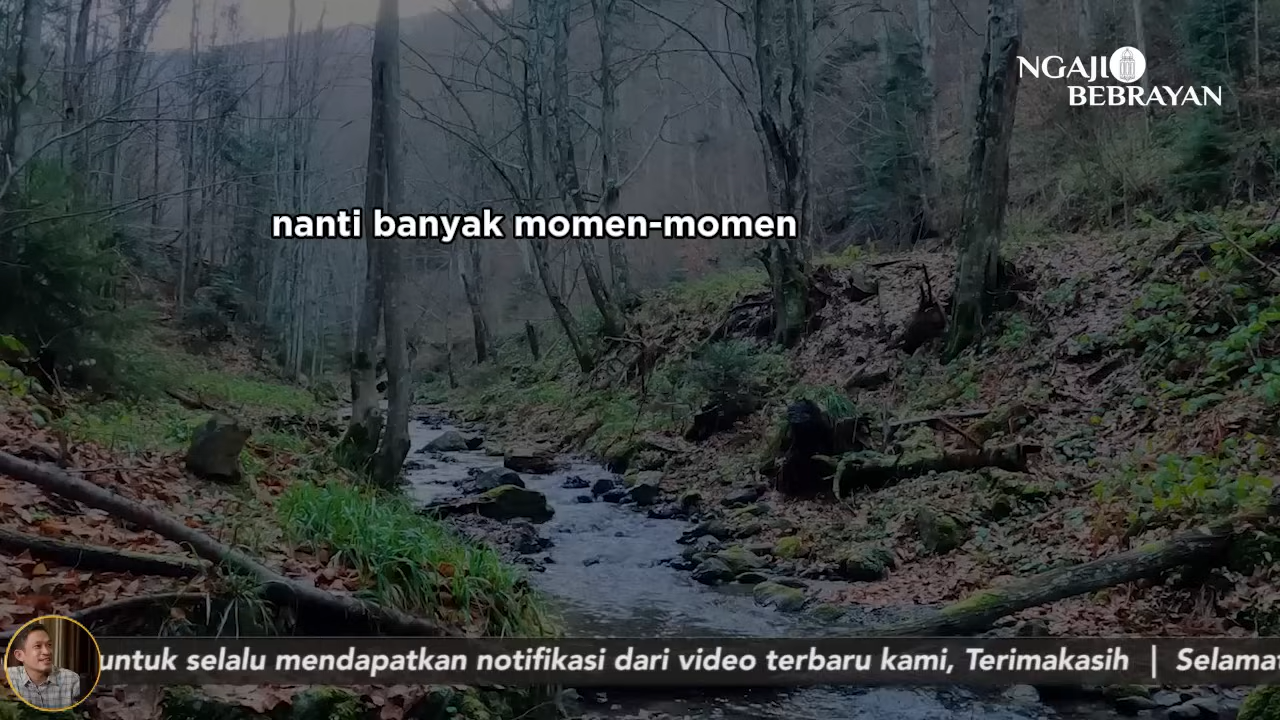 NGAJI
BEBRAYAN
nanti banyak momen-momen
untuk selalu mendapatkan notifikasi dari video terbaru kami, Terimakasih | Selamat